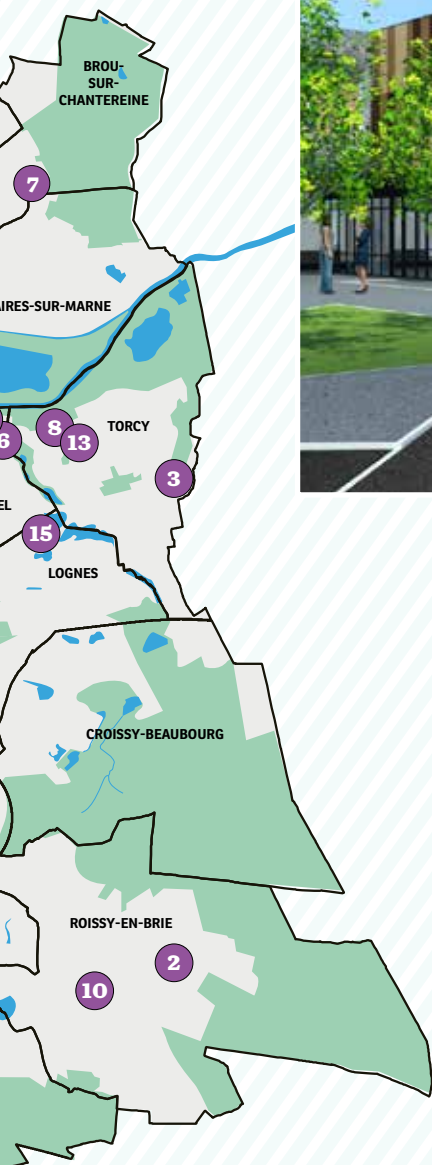 BROU-
SUR-
CHANTEREINE
7
AIRES-SUR-MARNE
8
TORCY
6
13
3
EL
15
LOGNES
CROISSY-BEAUBOURG
ROISSY-EN-BRIE
2
10